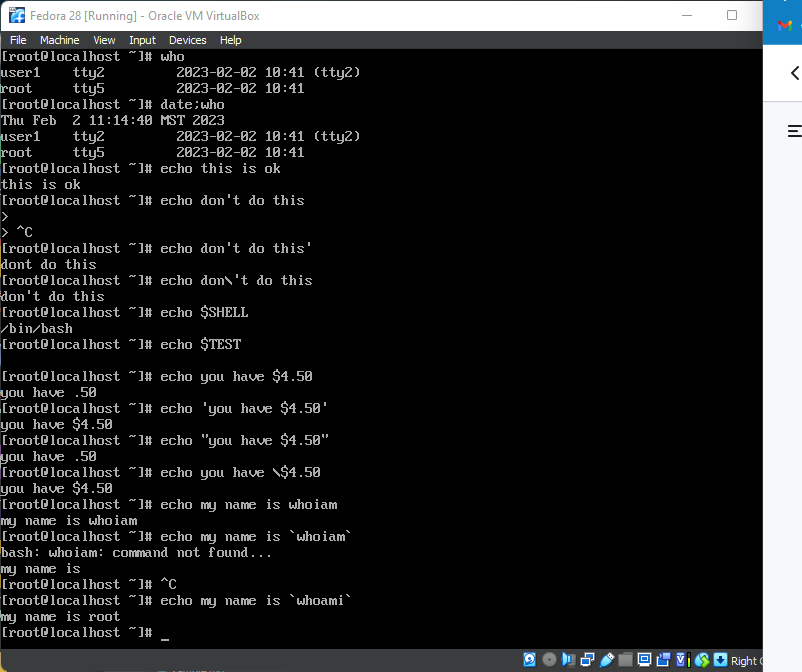 Fedora 28 [Running] - Oracle VM VirtualBox
File Machine View Input Devices Help
[root@localhost ~]# who
user1    tty2         2023-02-02 10:41 (tty2)
root     tty5         2023-02-02 10:41
[root@localhost ~]# date;who
Thu Feb  2 11:14:40 MST 2023
user1    tty2         2023-02-02 10:41 (tty2)
root     tty5         2023-02-02 10:41
[root@localhost ~]# echo this is ok
this is ok
[root@localhost ~]# echo don't do this
>
> ^C
[root@localhost ~]# echo don't do this'
dont do this
[root@localhost ~]# echo don\'t do this
don't do this
[root@localhost ~]# echo $SHELL
/bin/bash
[root@localhost ~]# echo $TEST
[root@localhost ~]# echo you have $4.50
you have .50
[root@localhost ~]# echo 'you have $4.50'
you have $4.50
[root@localhost ~]# echo "you have $4.50"
you have .50
[root@localhost ~]# echo you have \$4.50
you have $4.50
[root@localhost ~]# echo my name is whoiam
my name is whoiam
[root@localhost ~]# echo my name is `whoiam`
bash: whoiam: command not found...
my name is
[root@localhost ~]# ^C
[root@localhost ~]# echo my name is `whoami`
my name is root
[root@localhost ~]# _
Right